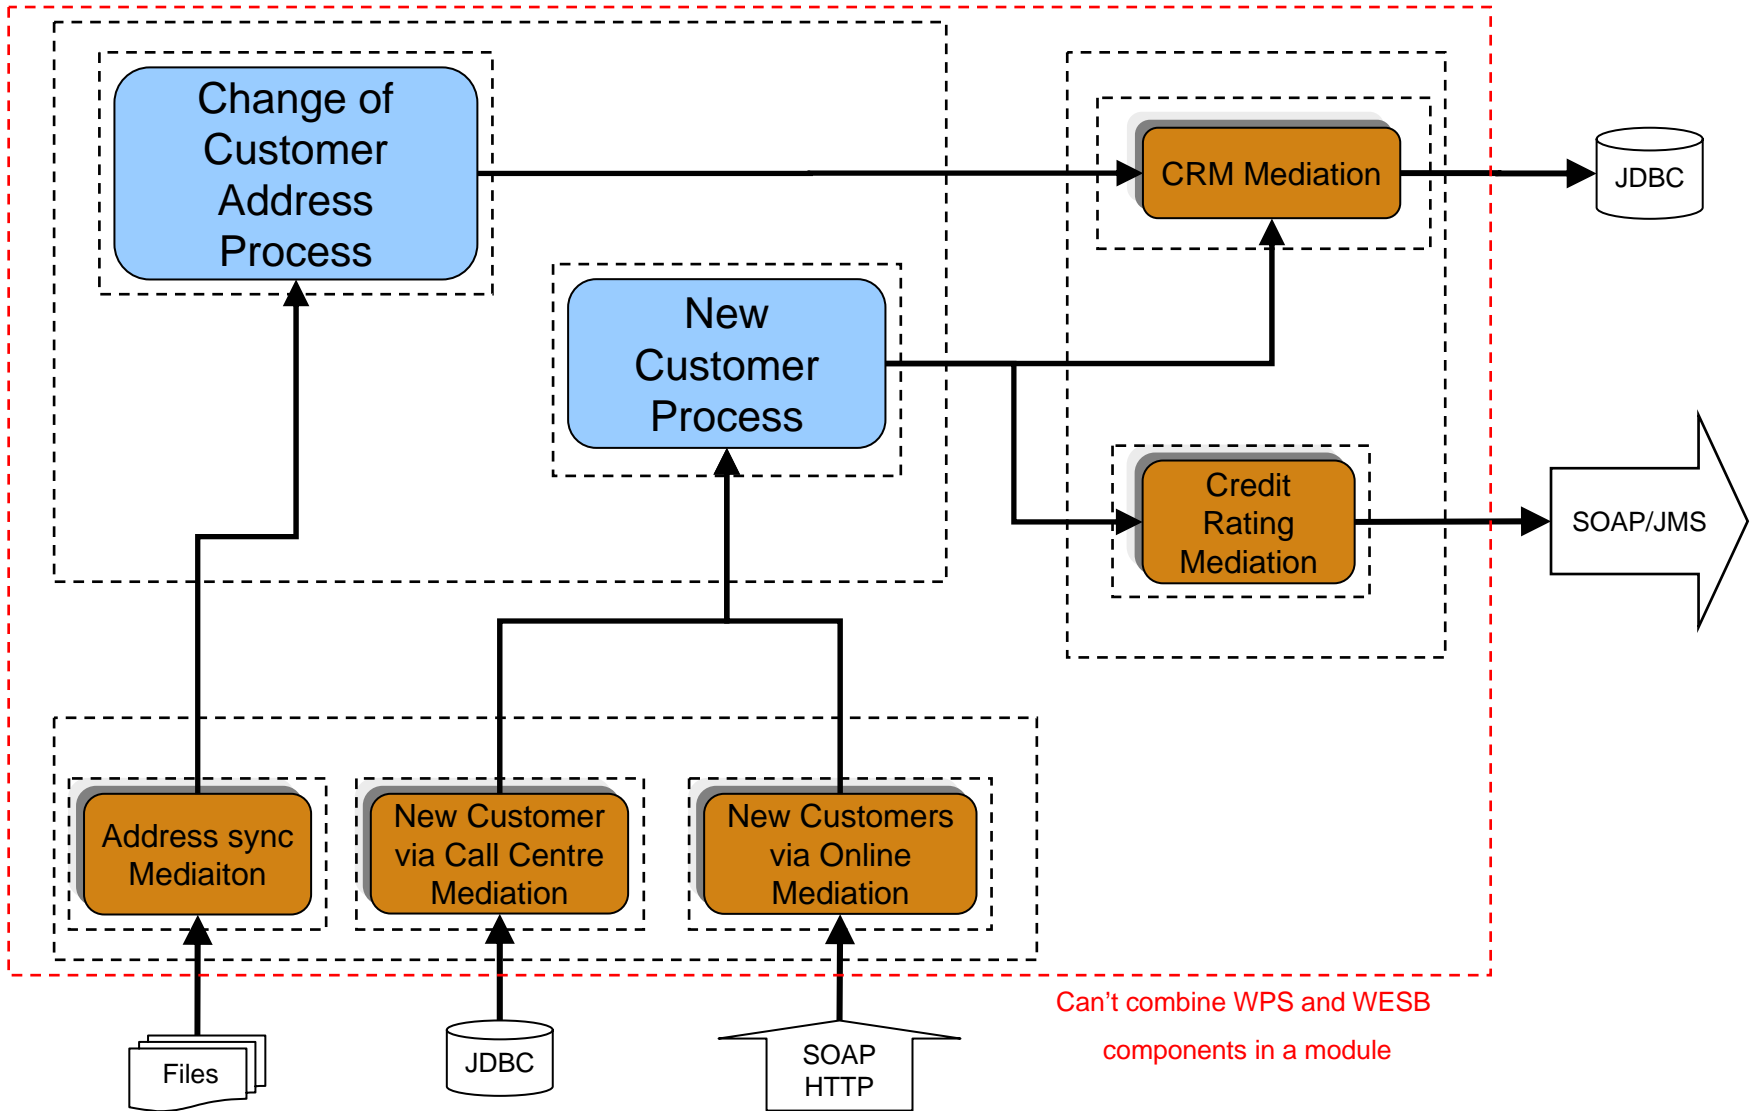 Change of
Customer
Address
Process
CRM Mediation
JDBC
New
Customer
Process
Credit
Rating
Mediation
SOAP/JMS
Address sync
Mediaiton
New Customer
via Call Centre
Mediation
New Customers
via Online
Mediation
Can't combine WPS and WESB
components in a module
Files
JDBC
SOAP
HTTP